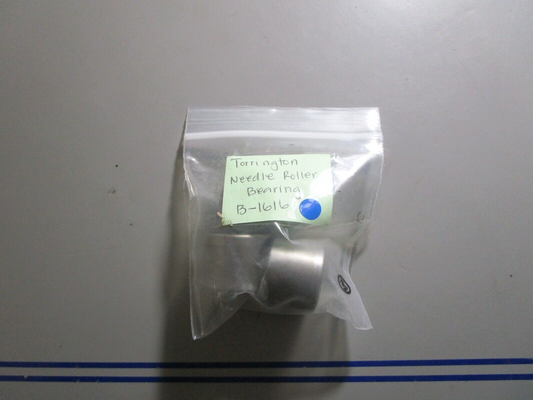 Torrington
Needle Roller
Bearing
B-1616